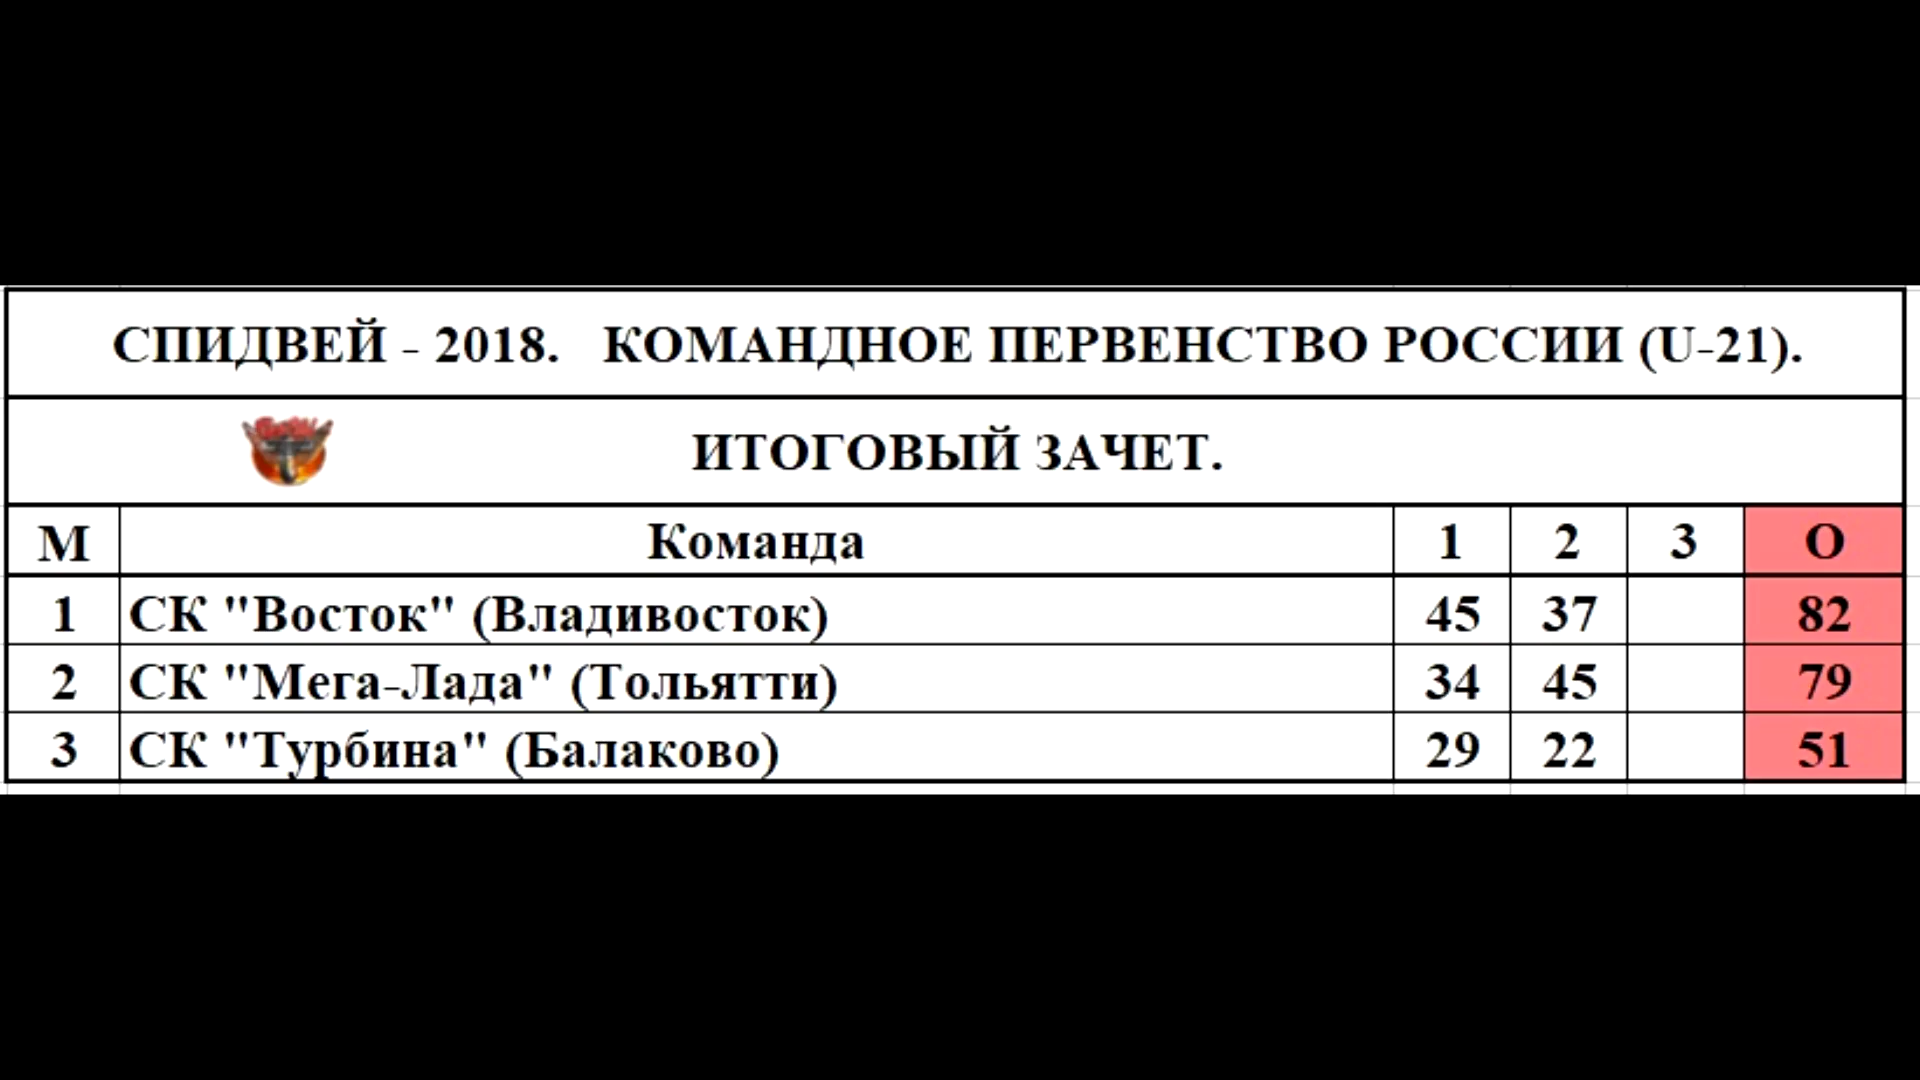 СПИДВЕЙ - 2018. КОМАНДНОЕ ПЕРВЕНСТВО РОССИИ (U-21).
ИТОГОВЫЙ ЗАЧЕТ.
М Команда 1 2 3 О
1 СК "Восток" (Владивосток) 45 37 82
2 СК "Мега-Лада" (Тольятти) 34 45 79
3 СК "Турбина" (Балаково) 29 22 51